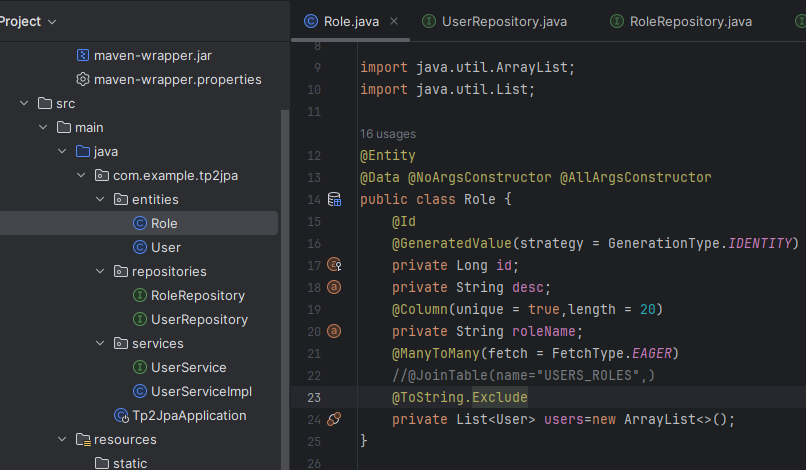 Project
maven-wrapper.jar
maven-wrapper.properties
src
main
java
com.example.tp2jpa
entities
Role
User
repositories
RoleRepository
UserRepository
services
UserService
UserServiceImpl
Tp2JpaApplication
resources
static
Role.java
UserRepository.java
RoleRepository.java
8
9 import java.util.ArrayList;
10 import java.util.List;
11
16 usages
12 @Entity
13 @Data @NoArgsConstructor @AllArgsConstructor
14 public class Role {
15 @Id
16 @GeneratedValue(strategy = GenerationType.IDENTITY)
17 private Long id;
18 private String desc;
19 @Column(unique = true,length = 20)
20 private String roleName;
21 @ManyToMany(fetch = FetchType.EAGER)
22 //@JoinTable(name="USERS_ROLES",)
23 @ToString.Exclude
24 private List<User> users=new ArrayList<>();
25 }
26